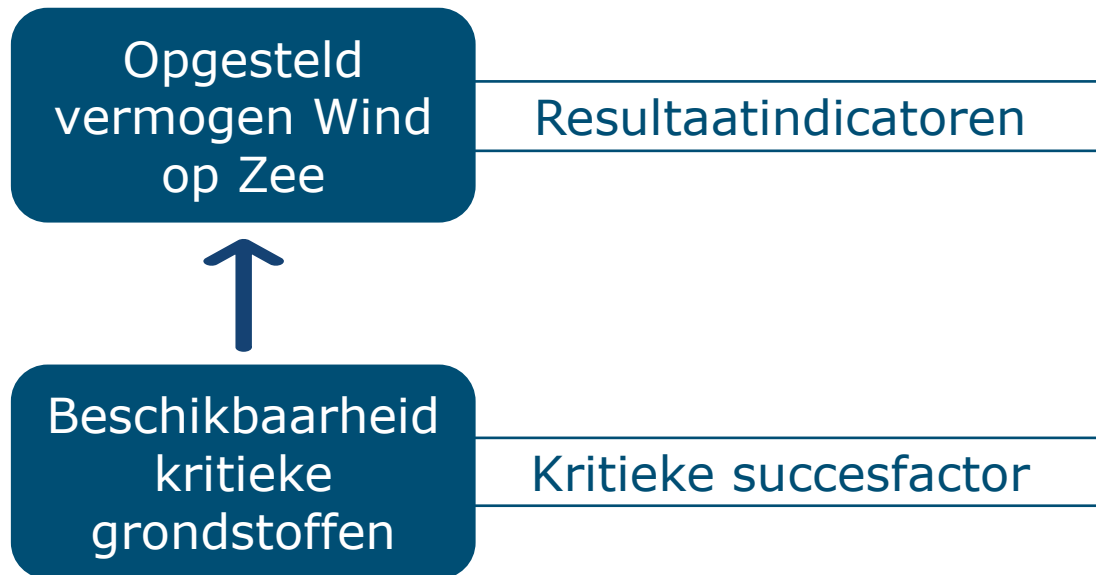 Opgesteld
vermogen Wind
op Zee
Resultaatindicatoren
Beschikbaarheid
kritieke
grondstoffen
Kritieke succesfactor